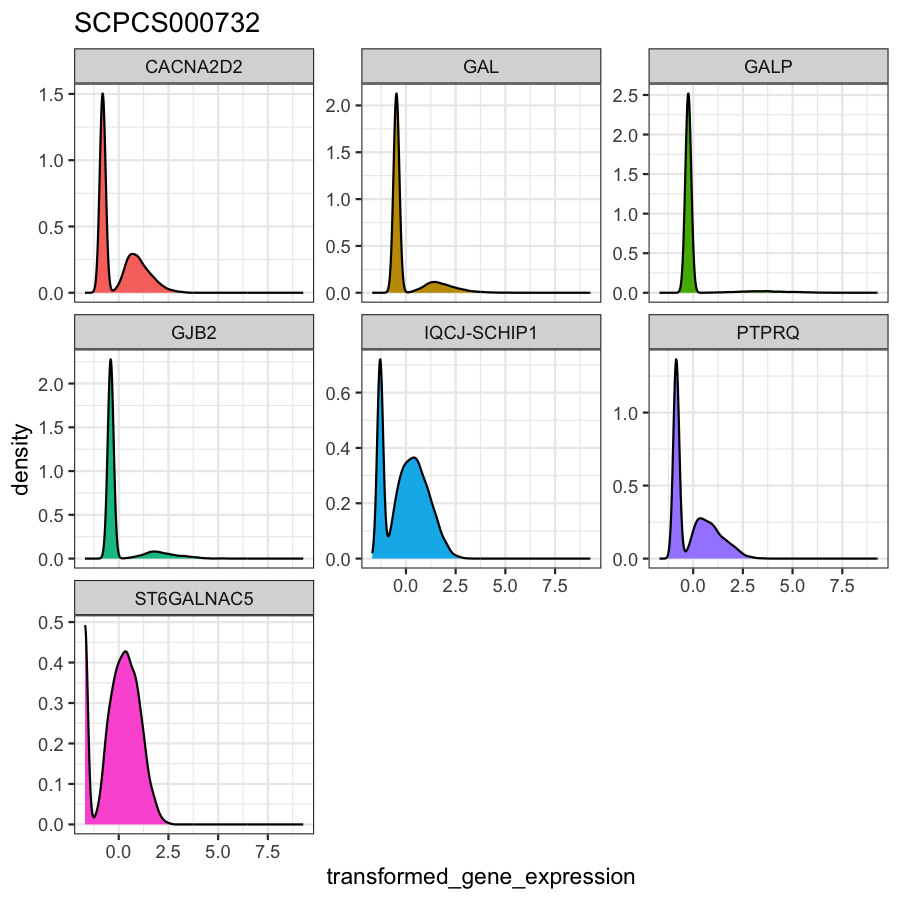 SCPCS000732
CACNA2D2 GAL GALP
1.5 1.0 0.5 0.0
2.0 1.5 1.0 0.5 0.0
2.5 2.0 1.5 1.0 0.5 0.0
GJB2 IQCJ-SCHIP1 PTPRQ
density
2.0 1.5 1.0 0.5 0.0
0.6 0.4 0.2 0.0
1.0 0.5 0.0
0.0 2.5 5.0 7.5 0.0 2.5 5.0 7.5
ST6GALNAC5
0.5
0.4
0.3
0.2
0.1
0.0
0.0 2.5 5.0 7.5
transformed_gene_expression